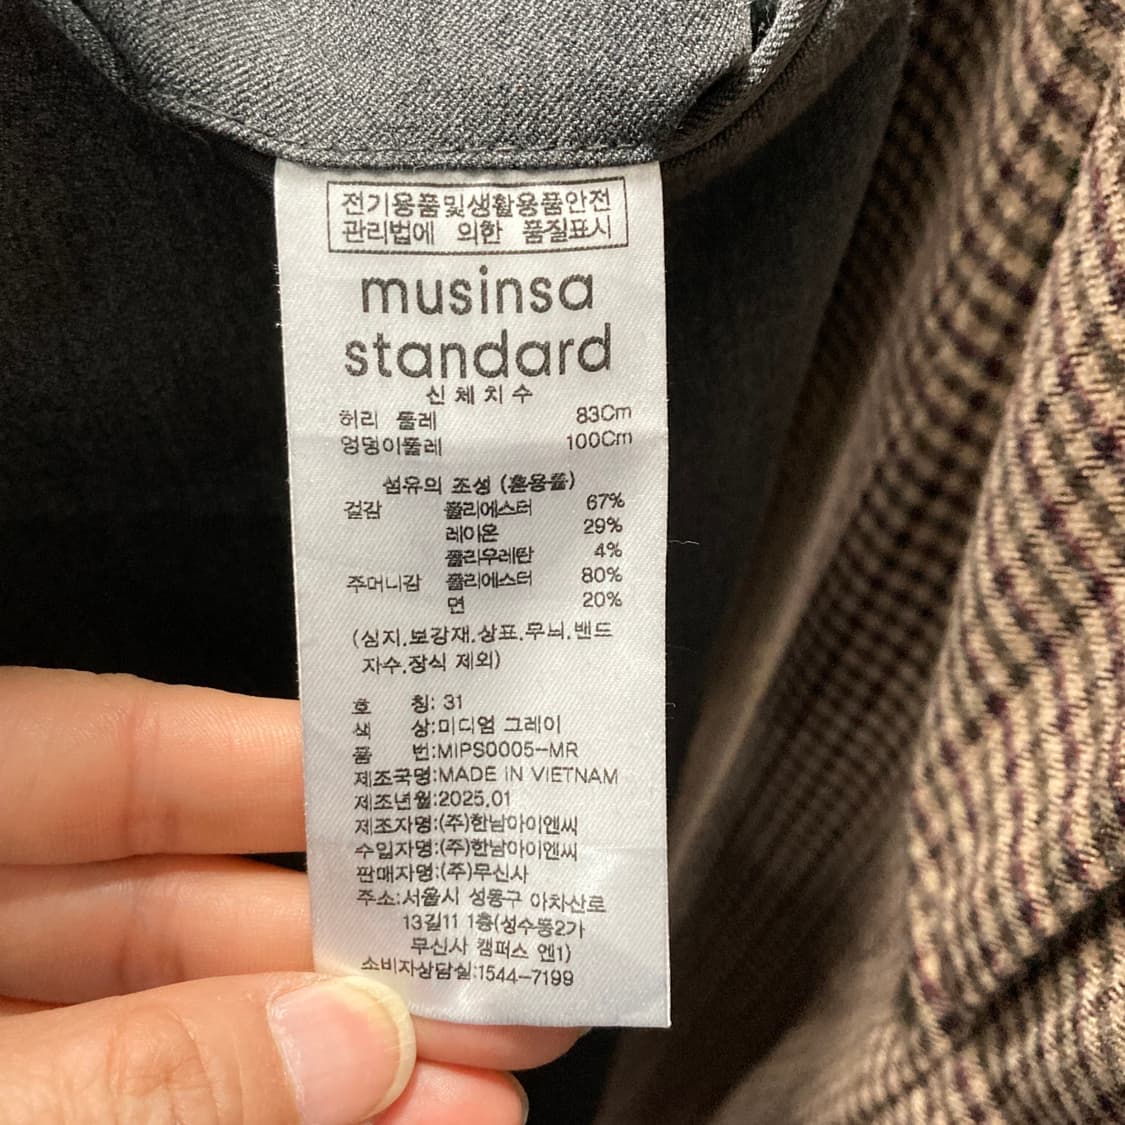 전기용품및생활용품안전
관리법에 의한 품질표시
musinsa
standard
신체치수
허리 둘레 83Cm
엉덩이둘레 100Cm
섬유의 조성 (혼용률)
겉감 폴리에스터 67%
레이온 29%
폴리우레탄 4%
주머니감 폴리에스터 80%
면 20%
(심지.보강재.상표.무늬.밴드
자수.장식 제외)
호 칭: 31
색 상:미디엄 그레이
품 번:MIPS0005-MR
제조국명:MADE IN VIETNAM
제조년월:2025.01
제조자명:(주)한남아이엔씨
수입자명:(주)한남아이엔씨
판매자명:(주)무신사
주소:서울시 성동구 아차산로
13길11 1층(성수동2가
무신사 캠퍼스 엔1)
소비자상담실:1544-7199